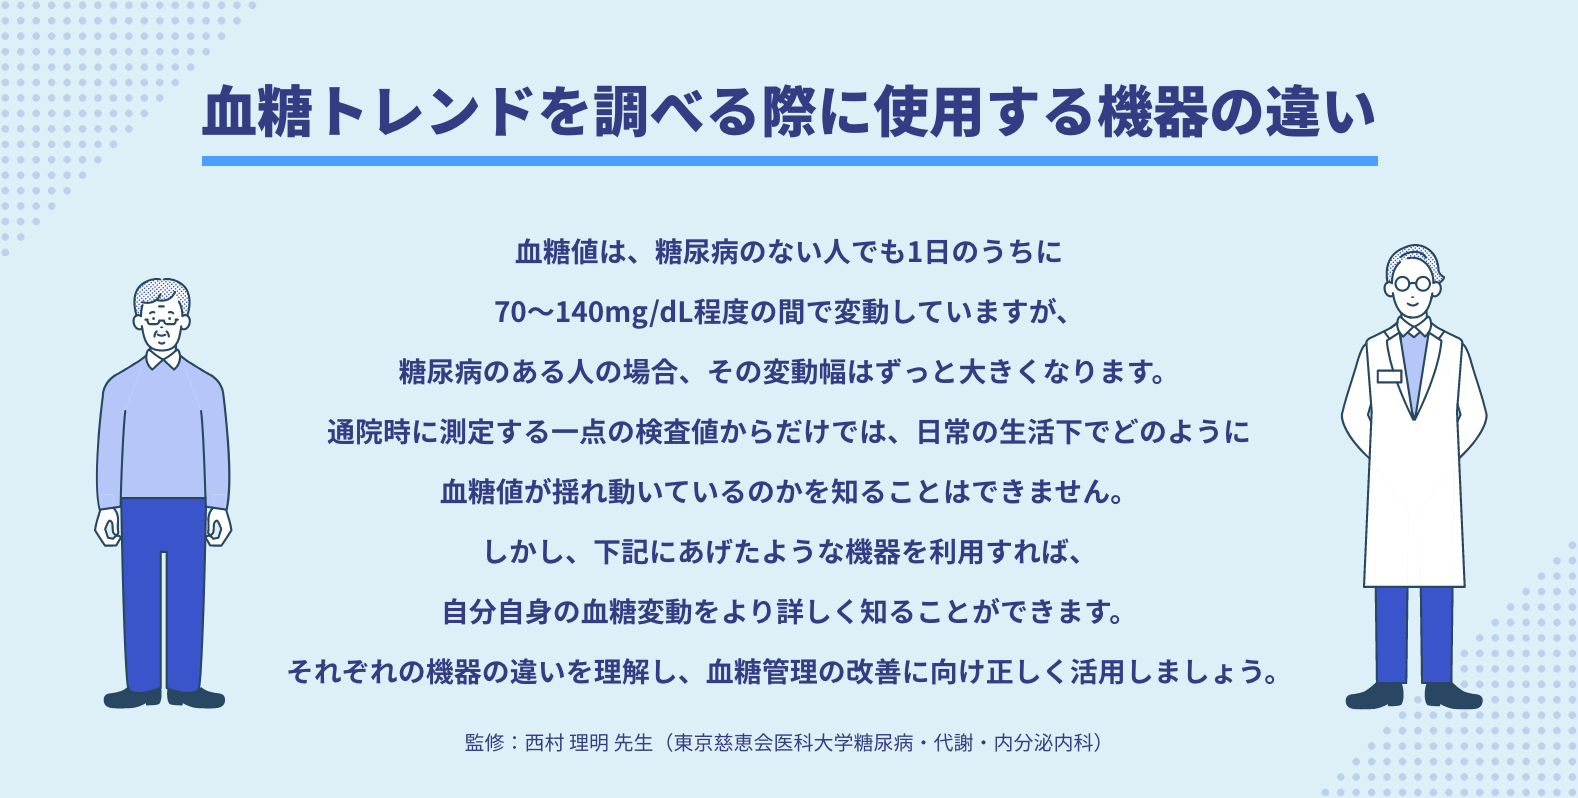 血糖トレンドを調べる際に使用する機器の違い
血糖値は、糖尿病のない人でも1日のうちに
70〜140mg/dL程度の間で変動していますが、
糖尿病のある人の場合、その変動幅はずっと大きくなります。
通院時に測定する一点の検査値からだけでは、日常の生活下でどのように
血糖値が揺れ動いているのかを知ることはできません。
しかし、下記にあげたような機器を利用すれば、
自分自身の血糖変動をより詳しく知ることができます。
それぞれの機器の違いを理解し、血糖管理の改善に向け正しく活用しましょう。
監修：西村 理明 先生（東京慈恵会医科大学糖尿病・代謝・内分泌内科）